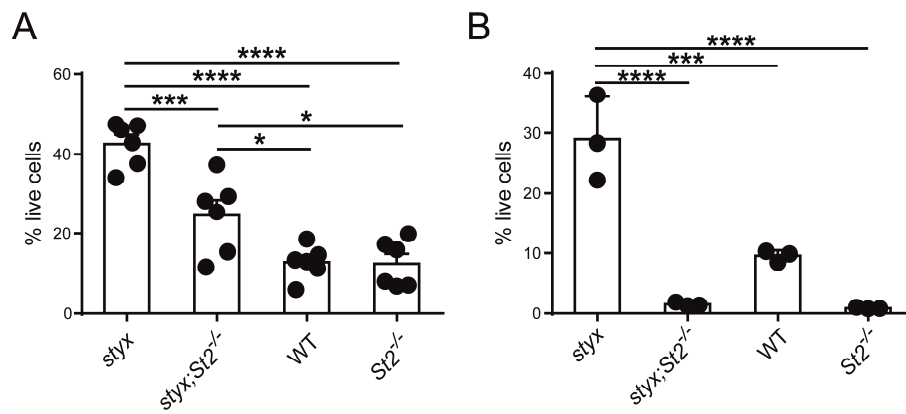 A
% live cells
60
40
20
0
****
****
***
*
*
styx
styx;St2-/-
WT
St2-/-
B
% live cells
40
30
20
10
0
****
***
****
styx
styx;St2-/-
WT
St2-/-